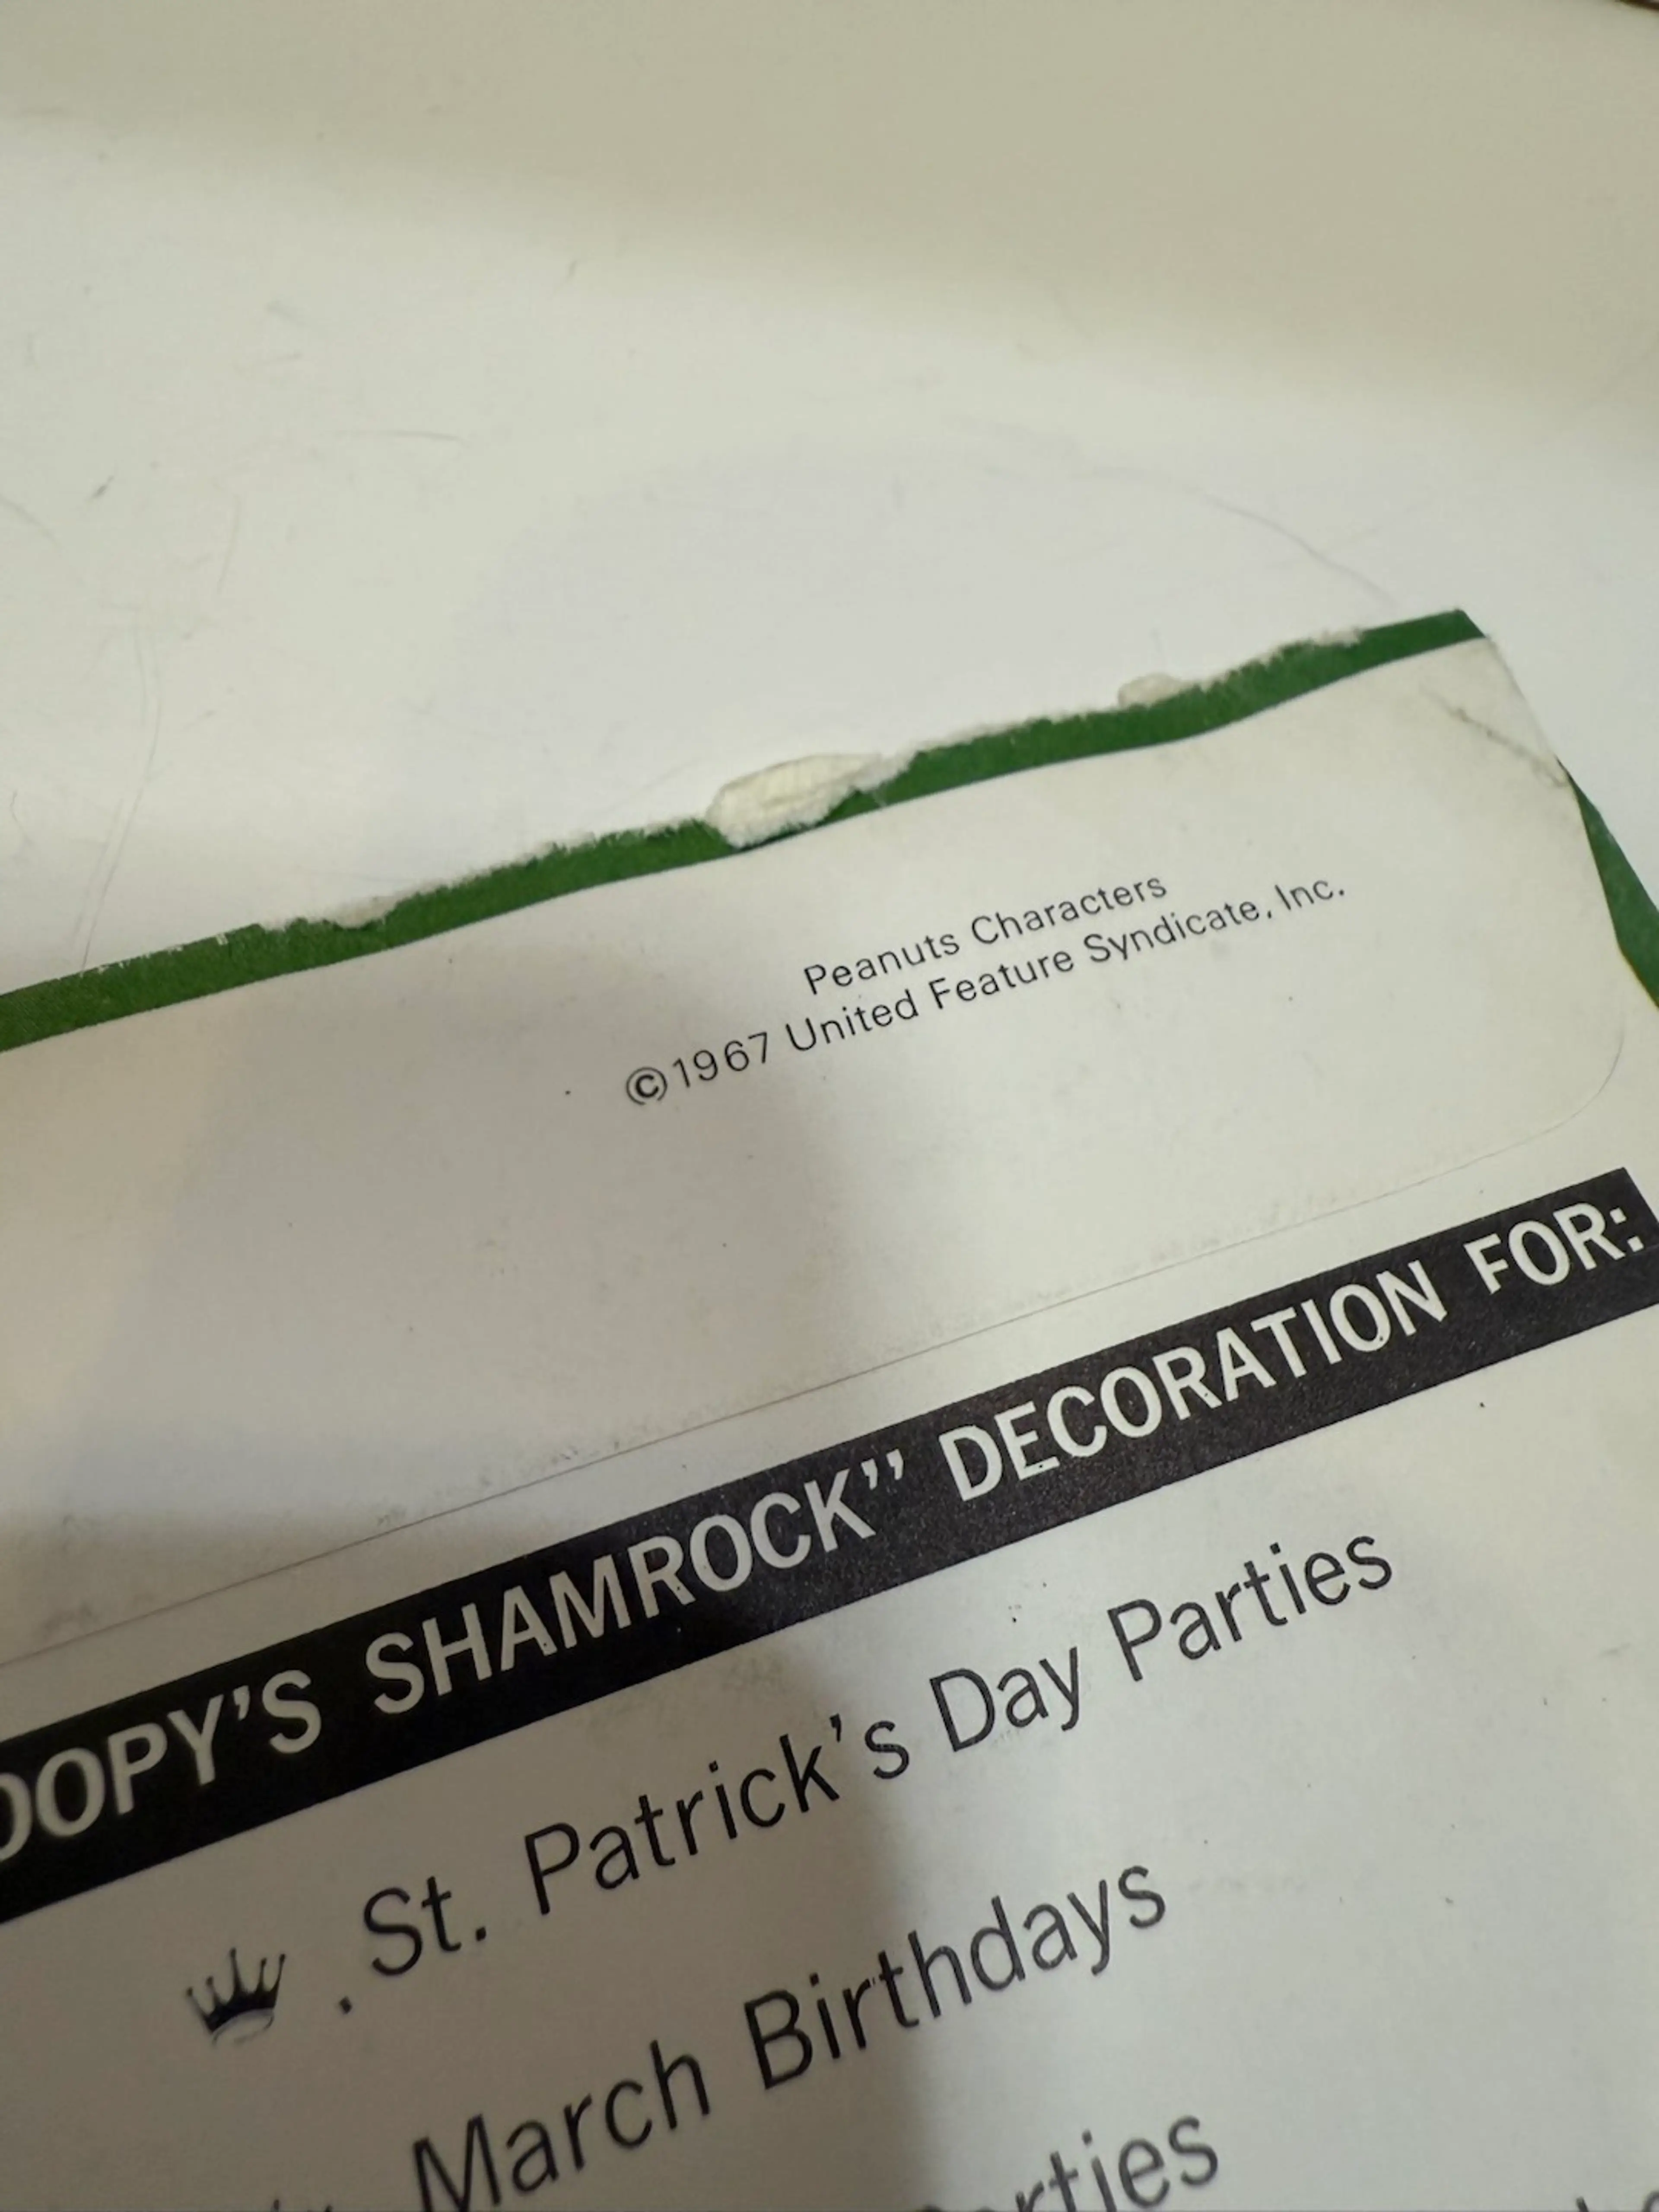 Peanuts Characters
©1967 United Feature Syndicate, Inc.
OOPY'S SHAMROCK” DECORATION FOR:
St. Patrick's Day Parties
March Birthdays